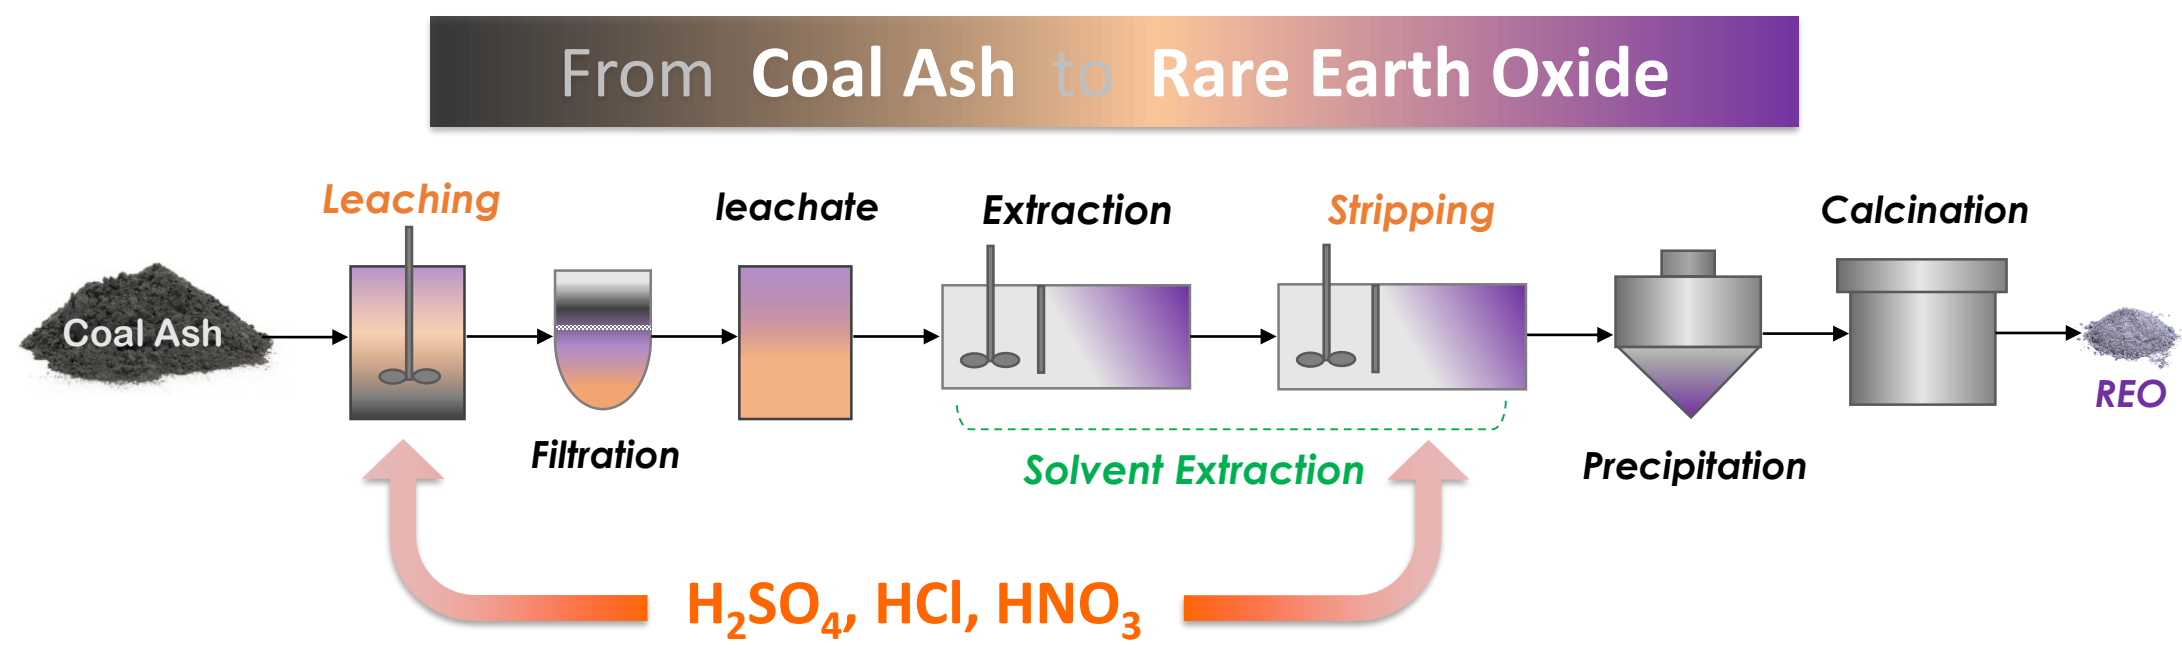 From Coal Ash to Rare Earth Oxide
Leaching
leachate
Extraction
Stripping
Calcination
Coal Ash
REO
Filtration
Solvent Extraction
Precipitation
H₂SO₄, HCl, HNO₃